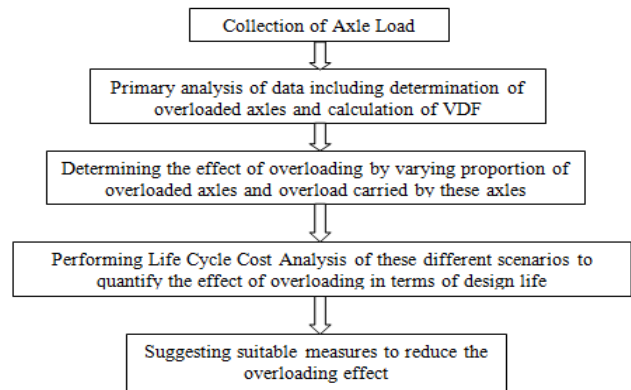 Collection of Axle Load
Primary analysis of data including determination of
overloaded axles and calculation of VDF
Determining the effect of overloading by varying proportion of
overloaded axles and overload carried by these axles
Performing Life Cycle Cost Analysis of these different scenarios to
quantify the effect of overloading in terms of design life
Suggesting suitable measures to reduce the
overloading effect